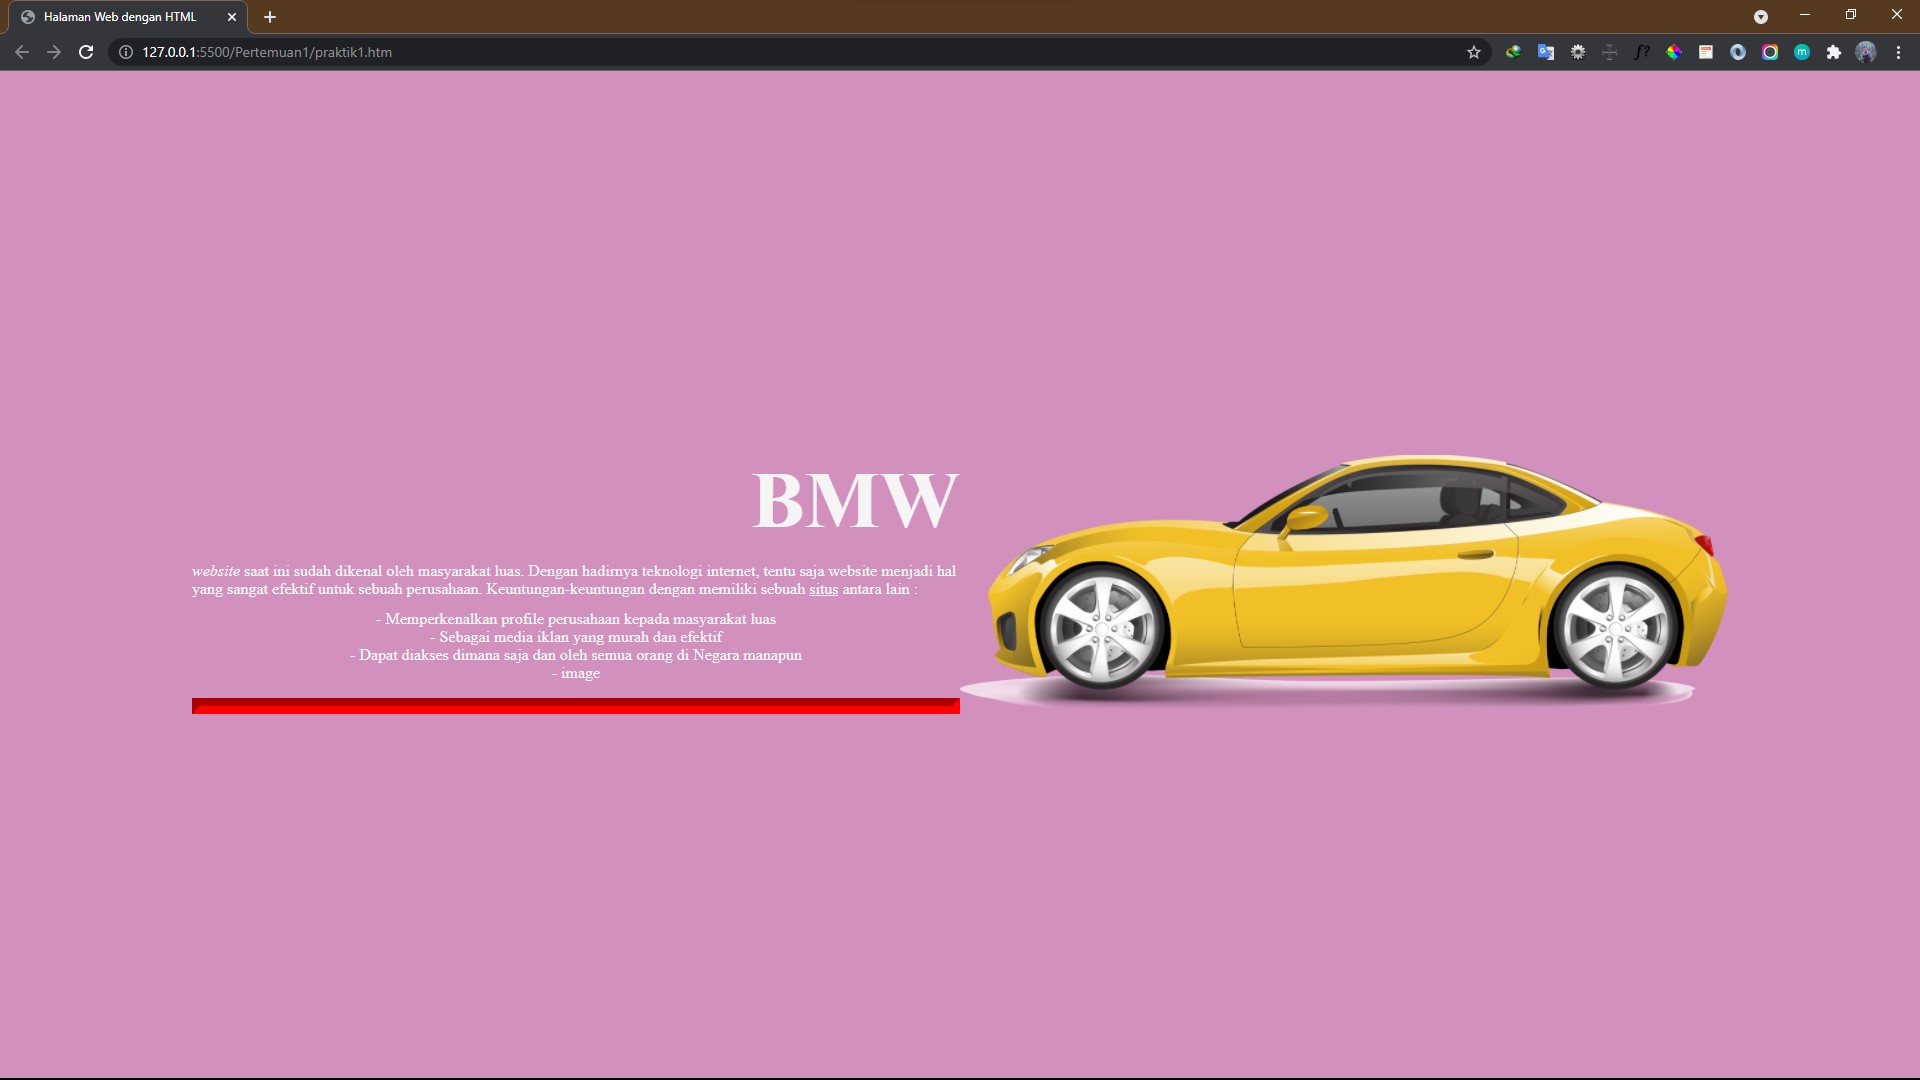 Halaman Web dengan HTML
127.0.0.1:5500/Pertemuan1/praktik1.htm
f?
m
BMW
website saat ini sudah dikenal oleh masyarakat luas. Dengan hadirnya teknologi internet, tentu saja website menjadi hal
yang sangat efektif untuk sebuah perusahaan. Keuntungan-keuntungan dengan memiliki sebuah situs antara lain :
- Memperkenalkan profile perusahaan kepada masyarakat luas
- Sebagai media iklan yang murah dan efektif
- Dapat diakses dimana saja dan oleh semua orang di Negara manapun
- image